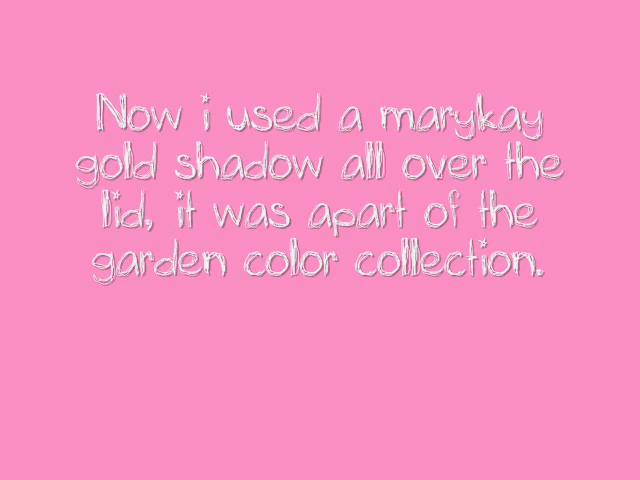 Now i used a marykay
gold shadow all over the
lid, it was apart of the
garden color collection.